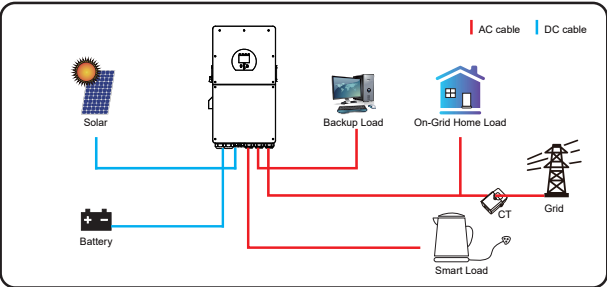 AC cable
DC cable
Solar
Backup Load
On-Grid Home Load
CT
Grid
Battery
Smart Load